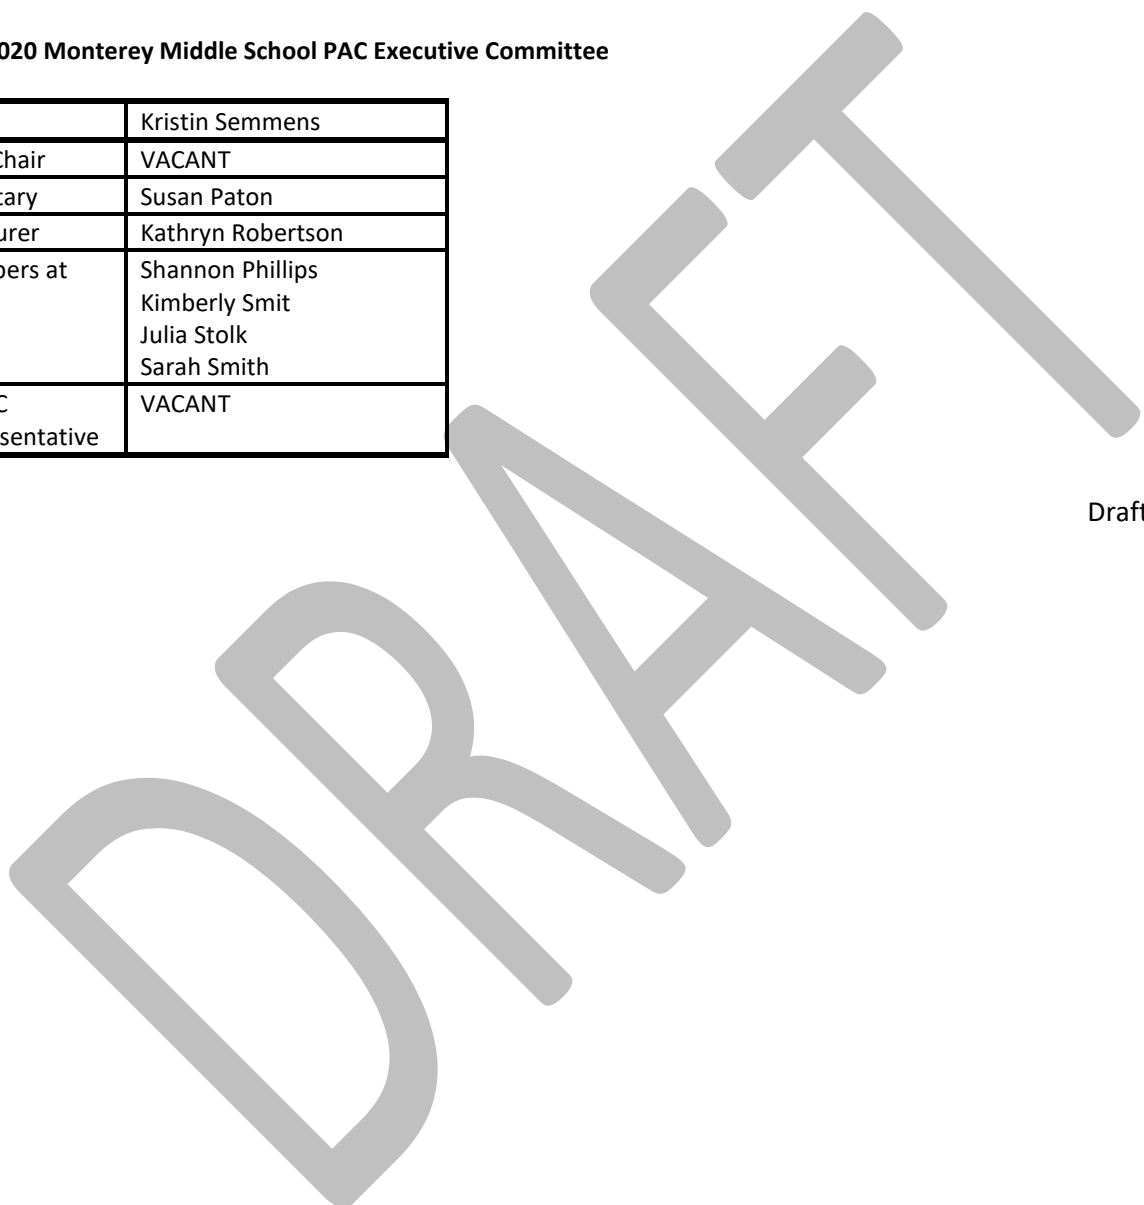 020 Monterey Middle School PAC Executive Committee
Kristin Semmens
Chair VACANT
tary Susan Paton
urer Kathryn Robertson
bers at Shannon Phillips
Kimberly Smit
Julia Stolk
Sarah Smith
C VACANT
sentative
Draft
DRAFT